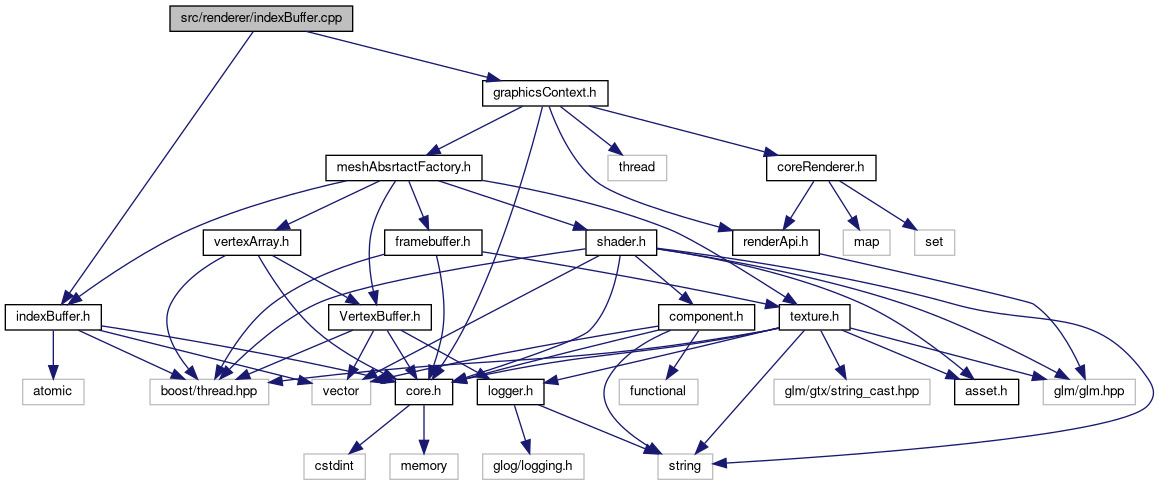 src/renderer/indexBuffer.cpp
graphicsContext.h
meshAbsrtactFactory.h
thread
coreRenderer.h
vertexArray.h
framebuffer.h
shader.h
renderApi.h
map
set
indexBuffer.h
VertexBuffer.h
component.h
texture.h
atomic
boost/thread.hpp
vector
core.h
logger.h
functional
glm/gtx/string_cast.hpp
asset.h
glm/glm.hpp
cstdint
memory
glog/logging.h
string